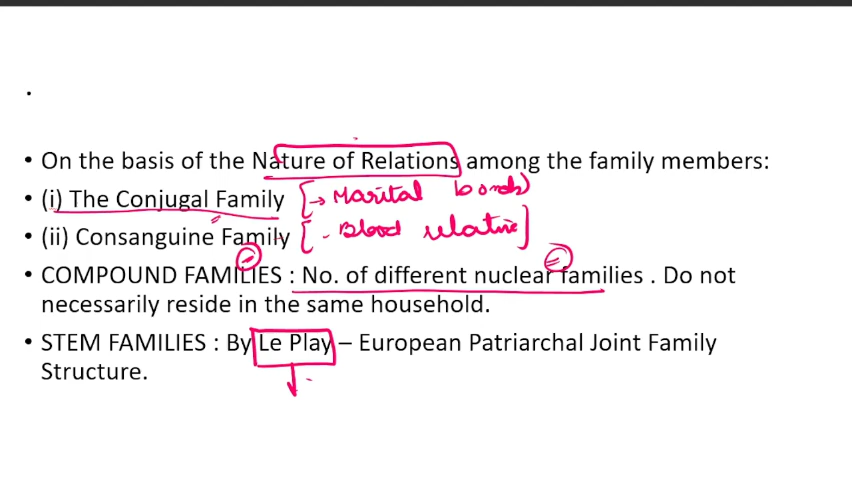 .
• On the basis of the Nature of Relations among the family members:
• (i) The Conjugal Family [→ Marital bonds)
• (ii) Consanguine Family [- Blood relative]
• COMPOUND FAMILIES : No. of different nuclear families . Do not
necessarily reside in the same household.
• STEM FAMILIES : By Le Play – European Patriarchal Joint Family
Structure.